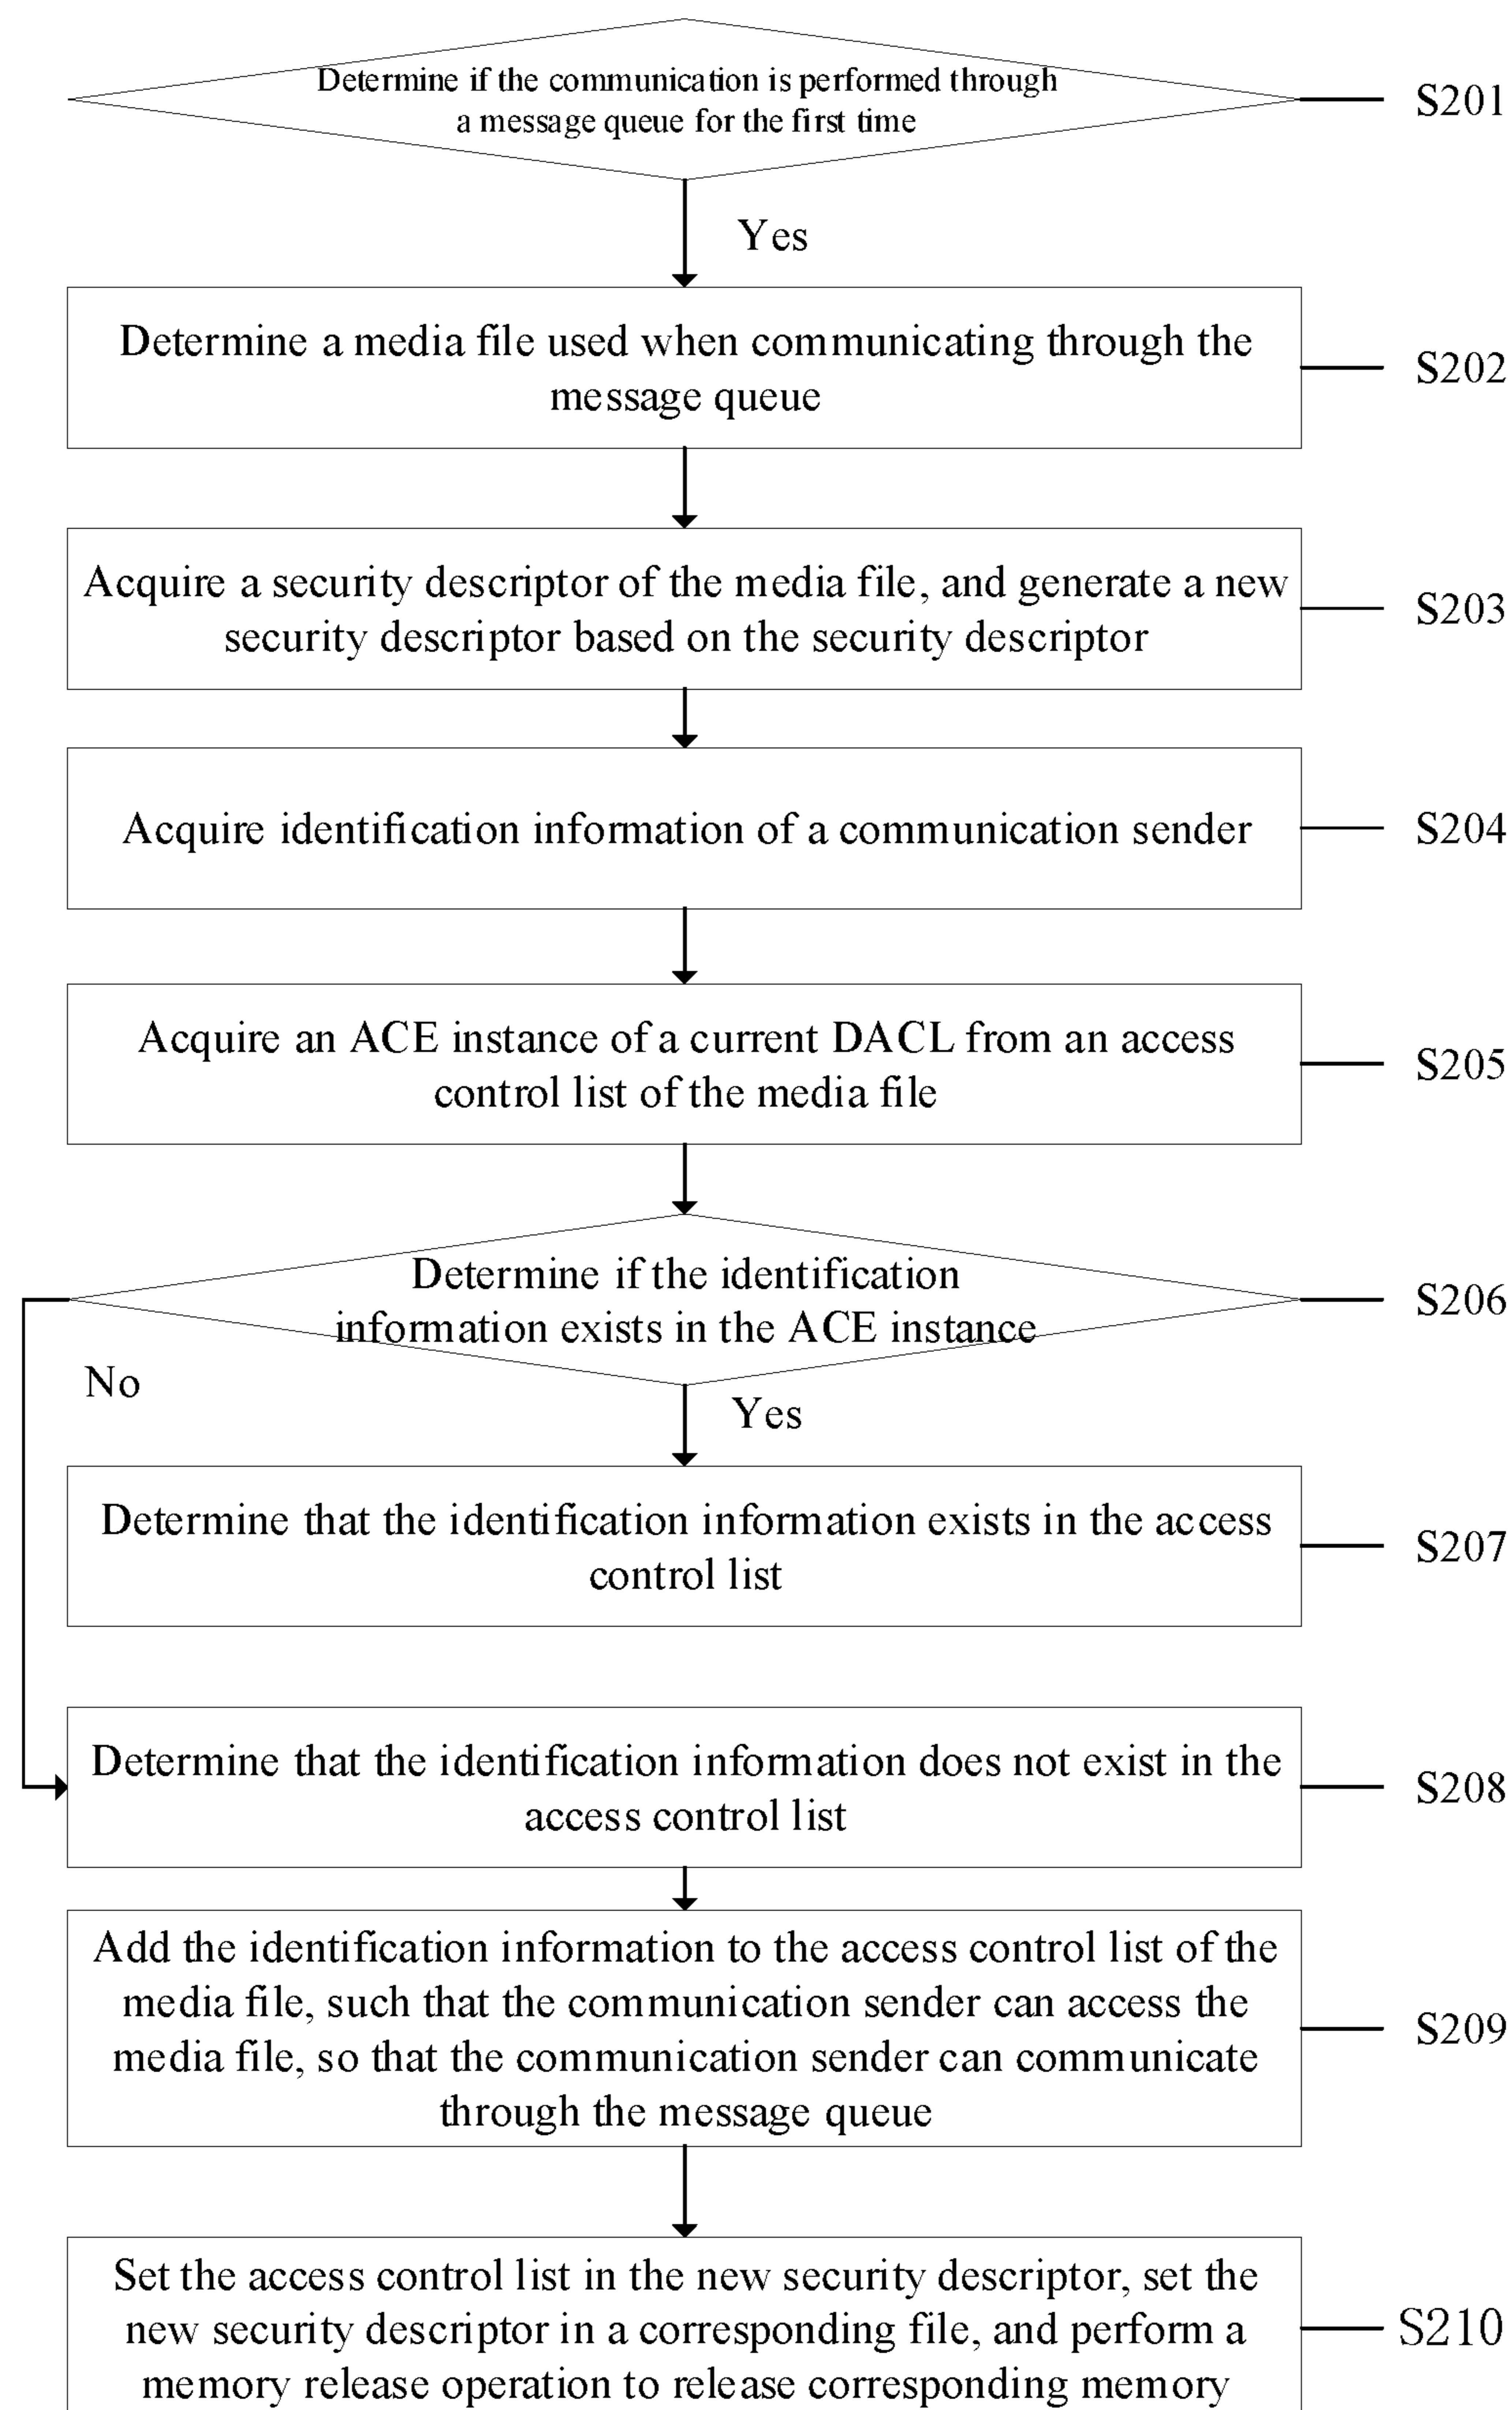 Determine if the communication is performed through
a message queue for the first time
S201
Yes
Determine a media file used when communicating through the
message queue
S202
Acquire a security descriptor of the media file, and generate a new
security descriptor based on the security descriptor
S203
Acquire identification information of a communication sender
S204
Acquire an ACE instance of a current DACL from an access
control list of the media file
S205
Determine if the identification
information exists in the ACE instance
S206
No
Yes
Determine that the identification information exists in the access
control list
S207
Determine that the identification information does not exist in the
access control list
S208
Add the identification information to the access control list of the
media file, such that the communication sender can access the
media file, so that the communication sender can communicate
through the message queue
S209
Set the access control list in the new security descriptor, set the
new security descriptor in a corresponding file, and perform a
memory release operation to release corresponding memory
S210